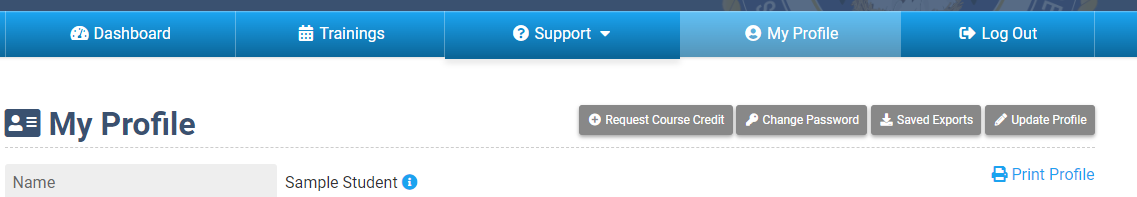 Dashboard Trainings Support My Profile Log Out
My Profile Request Course Credit Change Password Saved Exports Update Profile
Name Sample Student Print Profile